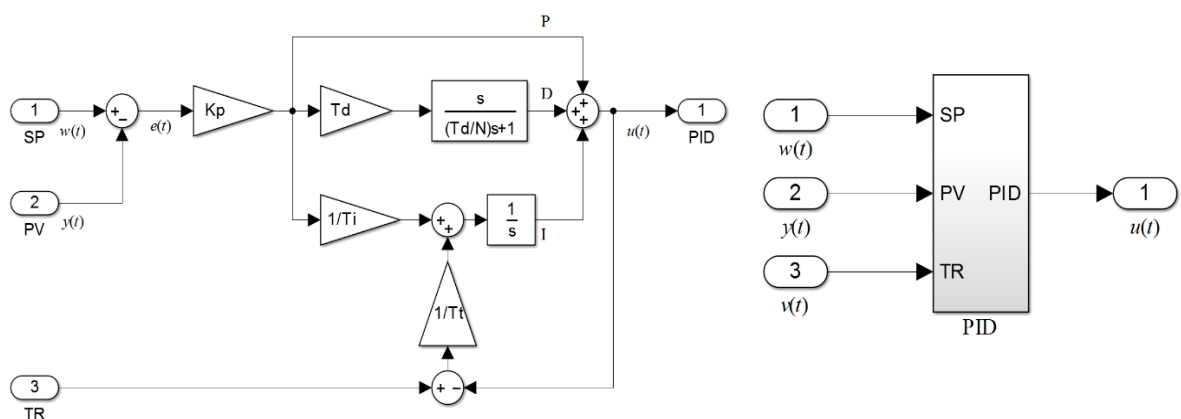 P
1
SP
w(t)
+
−
e(t)
Kp
Td
s
(Td/N)s+1
D
+
+
+
u(t)
1
PID
2
PV
y(t)
1/Ti
+
+
1
s
I
1/Tt
3
TR
+
−
1
w(t)
2
y(t)
3
v(t)
SP
PV
TR
PID
PID
1
u(t)